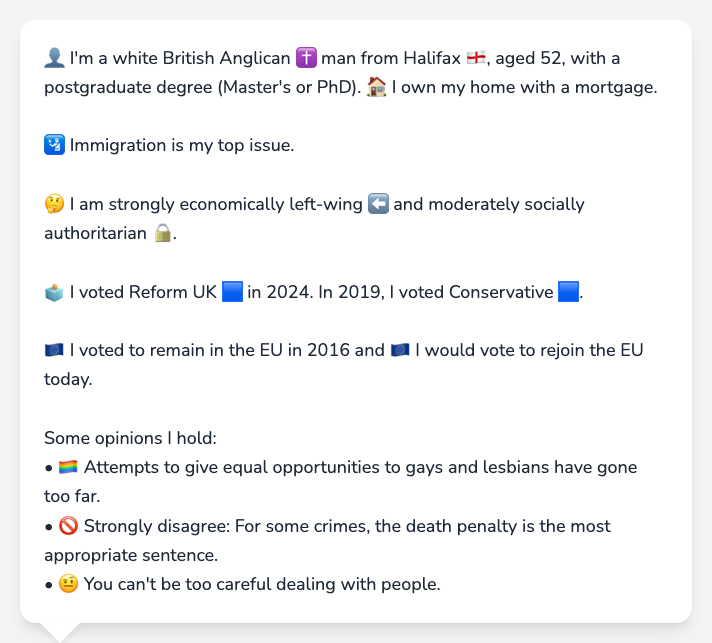 👤 I'm a white British Anglican ✝️ man from Halifax 🏴󠁧󠁢󠁥󠁮󠁧󠁿, aged 52, with a
postgraduate degree (Master's or PhD). 🏠 I own my home with a mortgage.
🛂 Immigration is my top issue.
🤔 I am strongly economically left-wing ⬅️ and moderately socially
authoritarian 🔒.
🗳️ I voted Reform UK 🟦 in 2024. In 2019, I voted Conservative 🟦.
🇪🇺 I voted to remain in the EU in 2016 and 🇪🇺 I would vote to rejoin the EU
today.
Some opinions I hold:
• 🏳️‍🌈 Attempts to give equal opportunities to gays and lesbians have gone
too far.
• 🚫 Strongly disagree: For some crimes, the death penalty is the most
appropriate sentence.
• 🤨 You can't be too careful dealing with people.